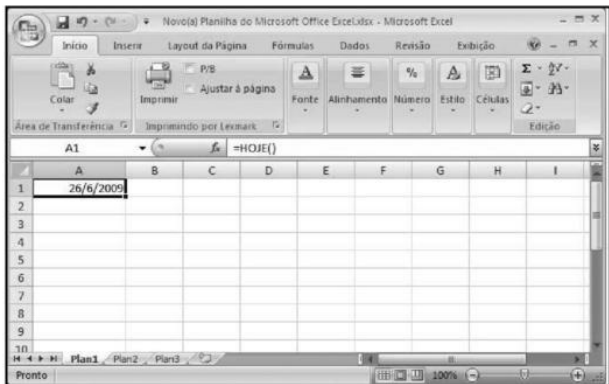 Novo(a) Planilha do Microsoft Office Excel.xlsx - Microsoft Excel
Início Inserir Layout da Página Fórmulas Dados Revisão Exibição
Colar
Imprimir
P/B
Ajustar à página
Fonte Alinhamento Número Estilo Células
Área de Transferência Imprimindo por Lexmark Edição
A1 fx =HOJE()
A B C D E F G H I
1 26/6/2009
2
3
4
5
6
7
8
9
10
Plan1 Plan2 Plan3
Pronto 100%